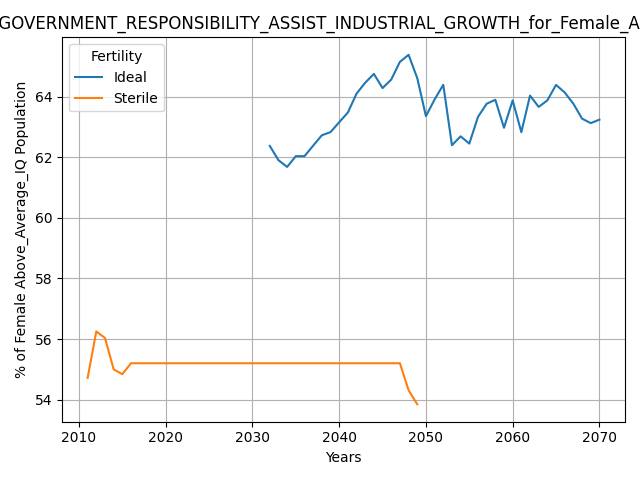 GOVERNMENT_RESPONSIBILITY_ASSIST_INDUSTRIAL_GROWTH_for_Female_A
Fertility
Ideal
Sterile
% of Female Above_Average_IQ Population
64
62
60
58
56
54
2010 2020 2030 2040 2050 2060 2070
Years